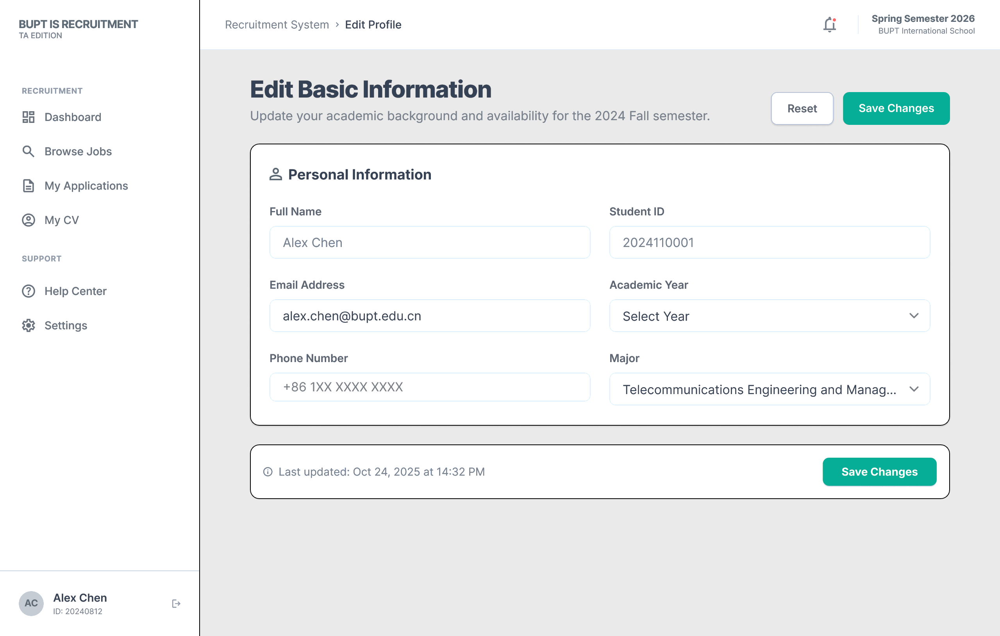 BUPT IS RECRUITMENT
TA EDITION
RECRUITMENT
Dashboard
Browse Jobs
My Applications
My CV
SUPPORT
Help Center
Settings
AC
Alex Chen
ID: 20240812
Recruitment System › Edit Profile
Spring Semester 2026
BUPT International School
Edit Basic Information
Update your academic background and availability for the 2024 Fall semester.
Reset
Save Changes
Personal Information
Full Name
Alex Chen
Student ID
2024110001
Email Address
alex.chen@bupt.edu.cn
Academic Year
Select Year
Phone Number
+86 1XX XXXX XXXX
Major
Telecommunications Engineering and Manag...
Last updated: Oct 24, 2025 at 14:32 PM
Save Changes